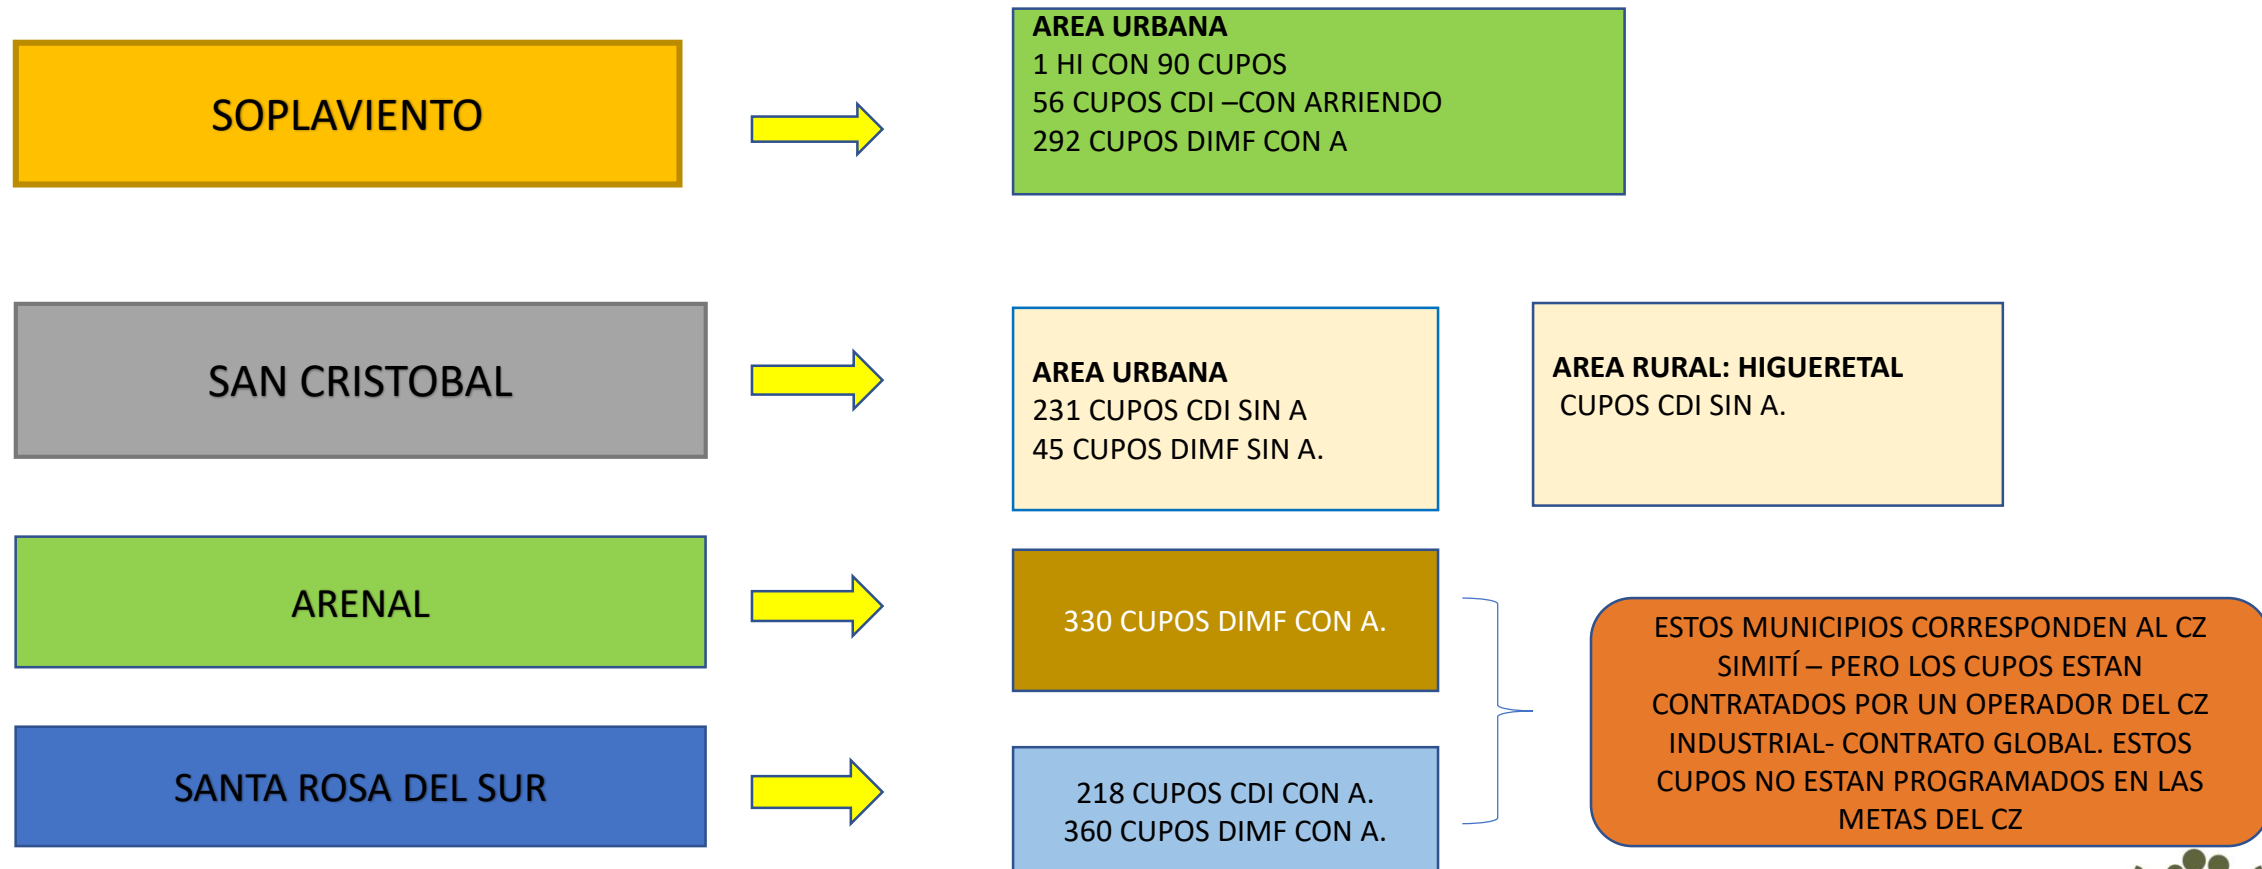 SOPLAVIENTO
AREA URBANA
1 HI CON 90 CUPOS
56 CUPOS CDI –CON ARRIENDO
292 CUPOS DIMF CON A
SAN CRISTOBAL
AREA URBANA
231 CUPOS CDI SIN A
45 CUPOS DIMF SIN A.
AREA RURAL: HIGUERETAL
CUPOS CDI SIN A.
ARENAL
330 CUPOS DIMF CON A.
SANTA ROSA DEL SUR
218 CUPOS CDI CON A.
360 CUPOS DIMF CON A.
ESTOS MUNICIPIOS CORRESPONDEN AL CZ
SIMITÍ – PERO LOS CUPOS ESTAN
CONTRATADOS POR UN OPERADOR DEL CZ
INDUSTRIAL- CONTRATO GLOBAL. ESTOS
CUPOS NO ESTAN PROGRAMADOS EN LAS
METAS DEL CZ